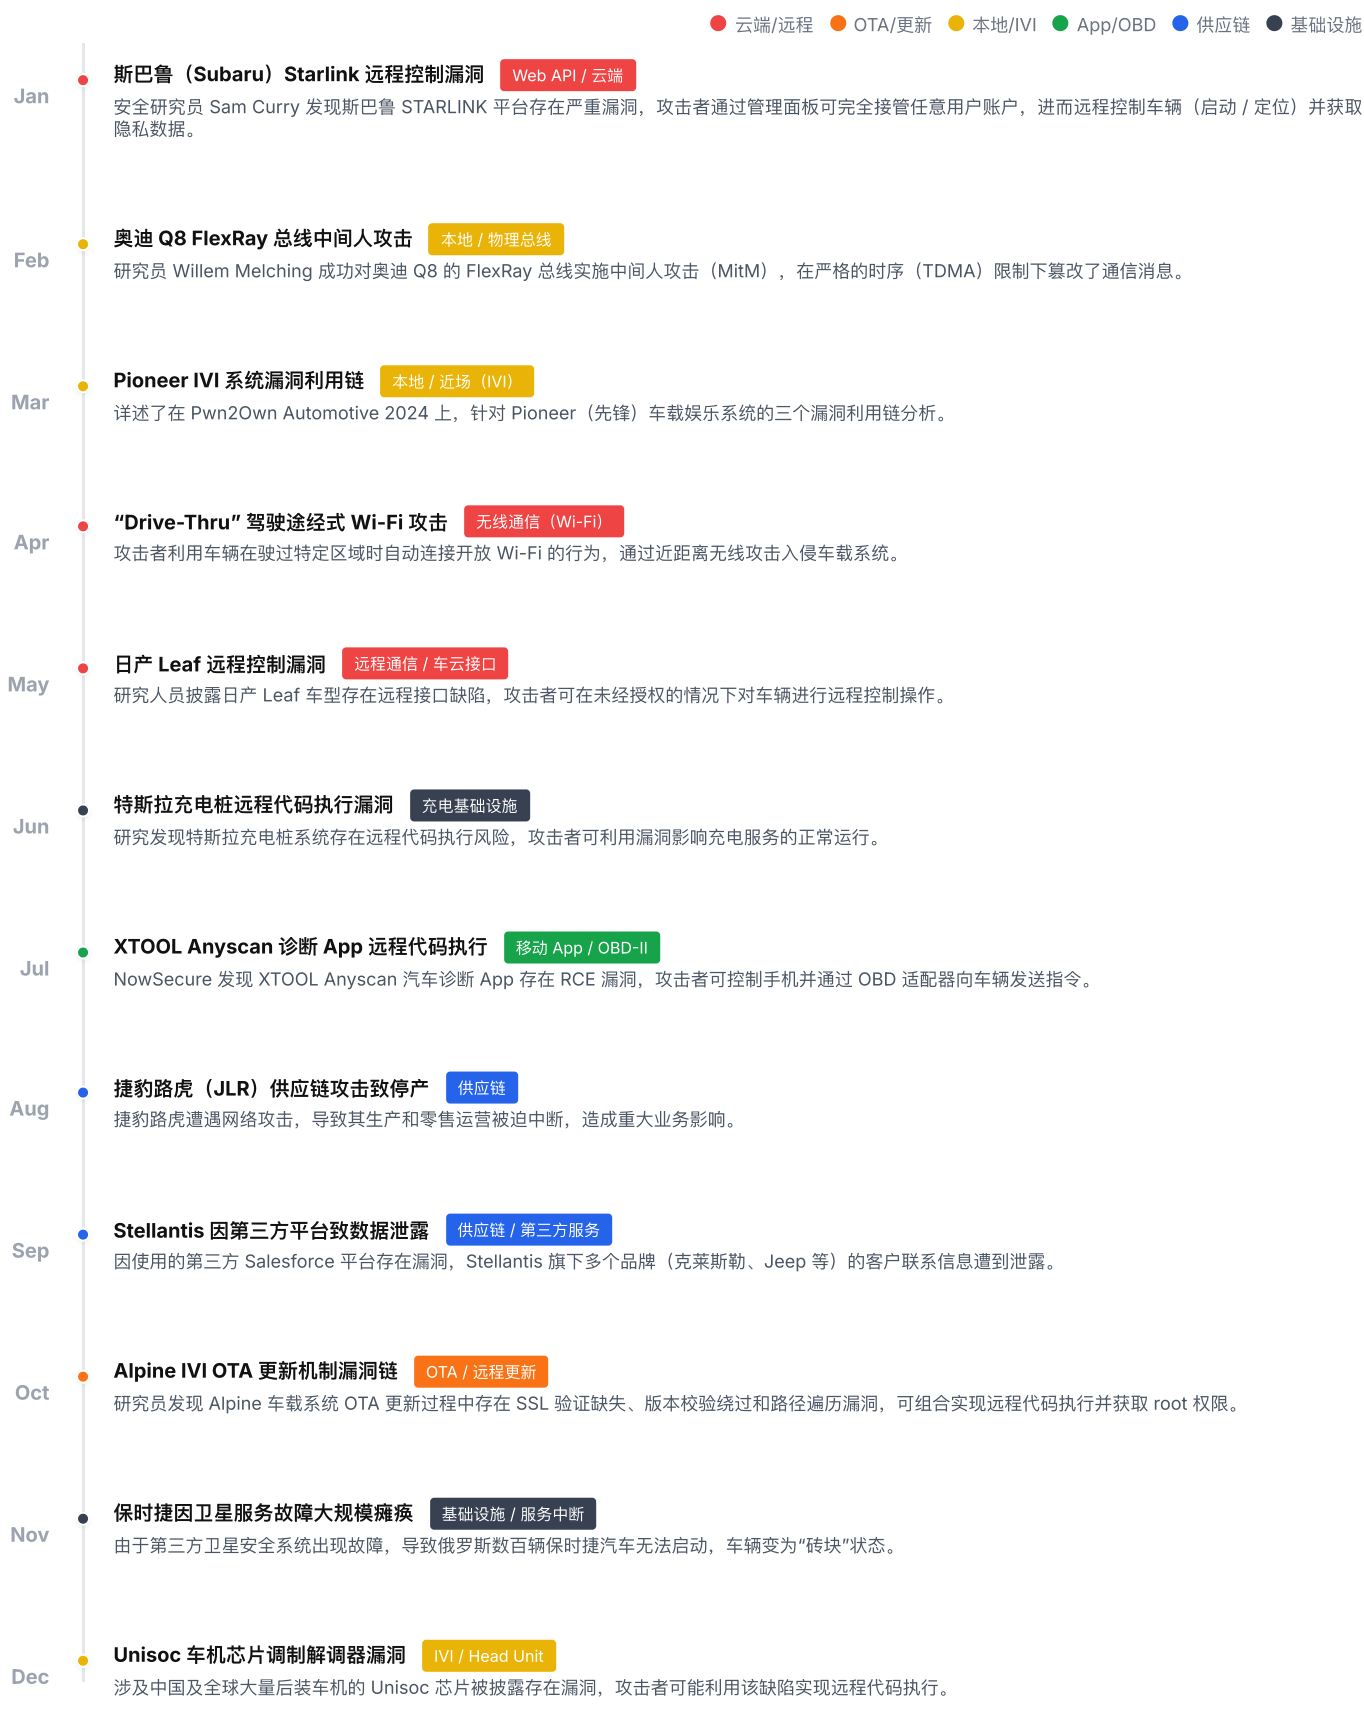 云端/远程 OTA/更新 本地/IVI App/OBD 供应链 基础设施
Jan
斯巴鲁（Subaru）Starlink 远程控制漏洞 Web API / 云端
安全研究员 Sam Curry 发现斯巴鲁 STARLINK 平台存在严重漏洞，攻击者通过管理面板可完全接管任意用户账户，进而远程控制车辆（启动 / 定位）并获取
隐私数据。
Feb
奥迪 Q8 FlexRay 总线中间人攻击 本地 / 物理总线
研究员 Willem Melching 成功对奥迪 Q8 的 FlexRay 总线实施中间人攻击（MitM），在严格的时序（TDMA）限制下篡改了通信消息。
Mar
Pioneer IVI 系统漏洞利用链 本地 / 近场（IVI）
详述了在 Pwn2Own Automotive 2024 上，针对 Pioneer（先锋）车载娱乐系统的三个漏洞利用链分析。
Apr
“Drive-Thru” 驾驶途经式 Wi-Fi 攻击 无线通信（Wi-Fi）
攻击者利用车辆在驶过特定区域时自动连接开放 Wi-Fi 的行为，通过近距离无线攻击入侵车载系统。
May
日产 Leaf 远程控制漏洞 远程通信 / 车云接口
研究人员披露日产 Leaf 车型存在远程接口缺陷，攻击者可在未经授权的情况下对车辆进行远程控制操作。
Jun
特斯拉充电桩远程代码执行漏洞 充电基础设施
研究发现特斯拉充电桩系统存在远程代码执行风险，攻击者可利用漏洞影响充电服务的正常运行。
Jul
XTOOL Anyscan 诊断 App 远程代码执行 移动 App / OBD-II
NowSecure 发现 XTOOL Anyscan 汽车诊断 App 存在 RCE 漏洞，攻击者可控制手机并通过 OBD 适配器向车辆发送指令。
Aug
捷豹路虎（JLR）供应链攻击致停产 供应链
捷豹路虎遭遇网络攻击，导致其生产和零售运营被迫中断，造成重大业务影响。
Sep
Stellantis 因第三方平台致数据泄露 供应链 / 第三方服务
因使用的第三方 Salesforce 平台存在漏洞，Stellantis 旗下多个品牌（克莱斯勒、Jeep 等）的客户联系信息遭到泄露。
Oct
Alpine IVI OTA 更新机制漏洞链 OTA / 远程更新
研究员发现 Alpine 车载系统 OTA 更新过程中存在 SSL 验证缺失、版本校验绕过和路径遍历漏洞，可组合实现远程代码执行并获取 root 权限。
Nov
保时捷因卫星服务故障大规模瘫痪 基础设施 / 服务中断
由于第三方卫星安全系统出现故障，导致俄罗斯数百辆保时捷汽车无法启动，车辆变为“砖块”状态。
Dec
Unisoc 车机芯片调制解调器漏洞 IVI / Head Unit
涉及中国及全球大量后装车机的 Unisoc 芯片被披露存在漏洞，攻击者可能利用该缺陷实现远程代码执行。